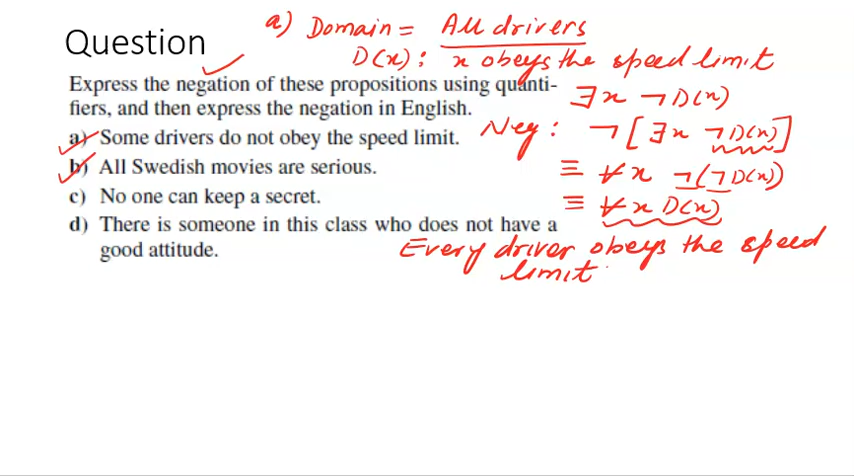 Question
a) Domain = All drivers
D(x) : x obeys the speed limit
Express the negation of these propositions using quanti-
fiers, and then express the negation in English.
∃x ¬D(x)
a) Some drivers do not obey the speed limit.
Neg : ¬[∃x ¬D(x)]
b) All Swedish movies are serious.
≡ ∀x ¬(¬D(x))
c) No one can keep a secret.
≡ ∀x D(x)
d) There is someone in this class who does not have a
good attitude.
Every driver obeys the speed
limit.